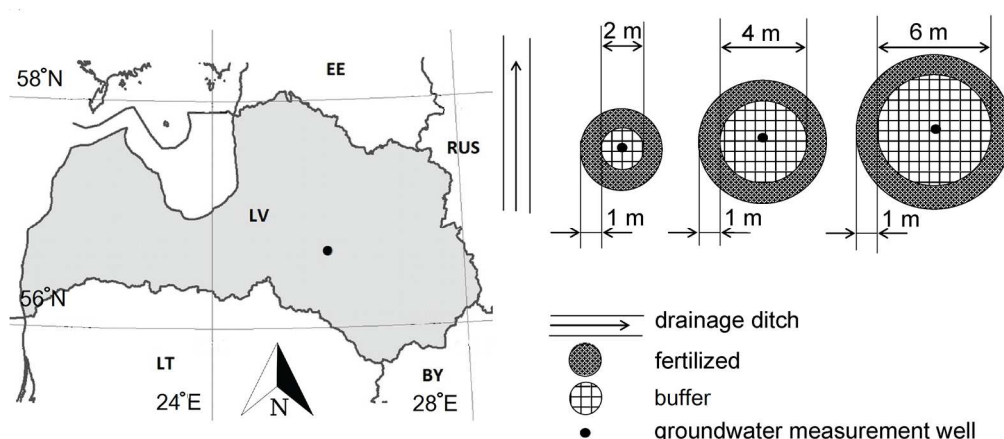 58°N
EE
RUS
LV
56°N
LT
24°E
N
BY
28°E
2 m
4 m
6 m
1 m
1 m
1 m
drainage ditch
fertilized
buffer
groundwater measurement well